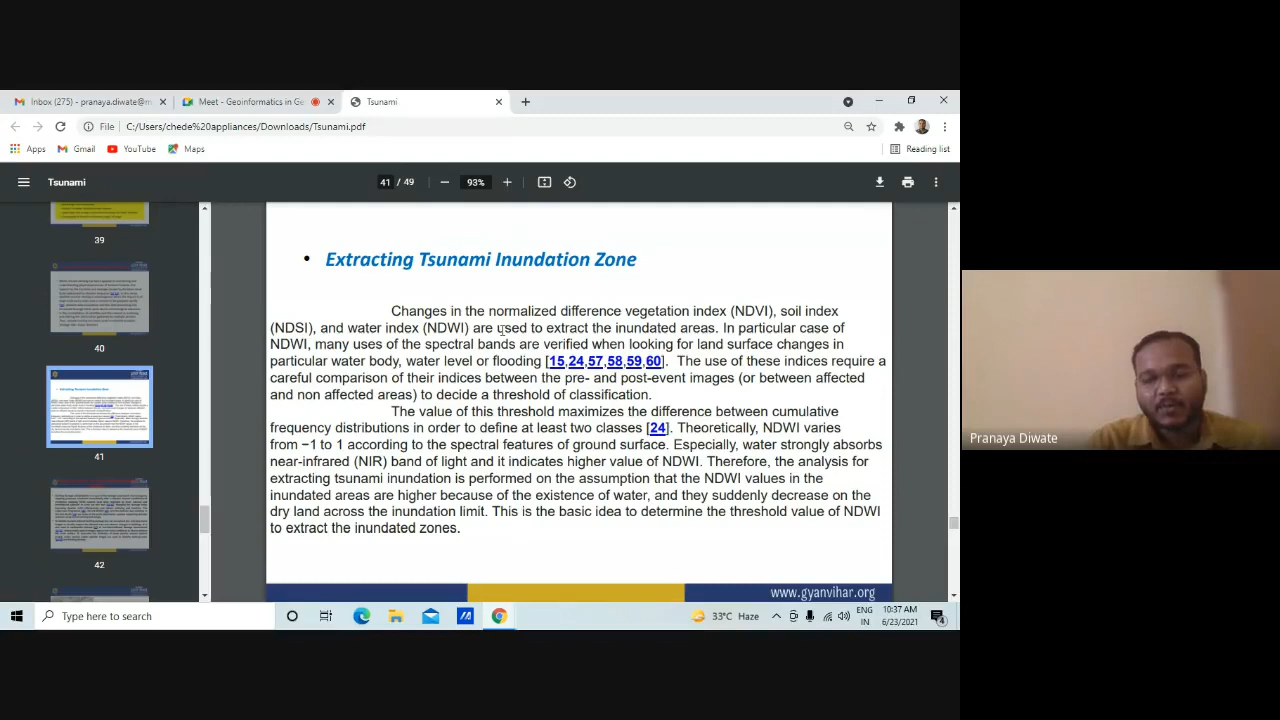 Inbox (275) - pranaya.diwate@m
Meet - Geoinformatics in Ge
Tsunami
File
C:/Users/chede%20appliances/Downloads/Tsunami.pdf
Apps
Gmail
YouTube
Maps
Reading list
Tsunami
41 / 49
93%
39
40
41
42
• Extracting Tsunami Inundation Zone
Changes in the normalized difference vegetation index (NDVI), soil index
(NDSI), and water index (NDWI) are used to extract the inundated areas. In particular case of
NDWI, many uses of the spectral bands are verified when looking for land surface changes in
particular water body, water level or flooding [15,24,57,58,59,60]. The use of these indices require a
careful comparison of their indices between the pre- and post-event images (or between affected
and non affected areas) to decide a threshold of classification.
The value of this threshold maximizes the difference between cumulative
frequency distributions in order to define at least two classes [24]. Theoretically, NDWI varies
from −1 to 1 according to the spectral features of ground surface. Especially, water strongly absorbs
near-infrared (NIR) band of light and it indicates higher value of NDWI. Therefore, the analysis for
extracting tsunami inundation is performed on the assumption that the NDWI values in the
inundated areas are higher because of the existence of water, and they suddenly decrease on the
dry land across the inundation limit. This is the basic idea to determine the threshold value of NDWI
to extract the inundated zones.
www.gyanvihar.org
Pranaya Diwate
Type here to search
33°C Haze
ENG
IN
10:37 AM
6/23/2021
4